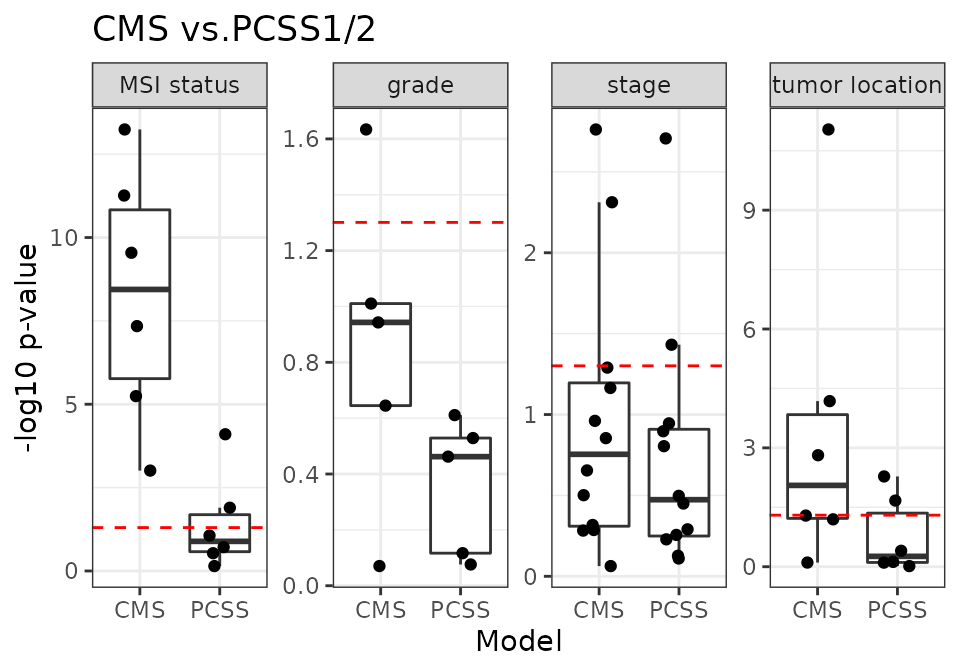 CMS vs.PCSS1/2
MSI status
grade
stage
tumor location
-log10 p-value
10
5
0
1.6
1.2
0.8
0.4
0.0
2
1
0
9
6
3
0
CMS PCSS
CMS PCSS
CMS PCSS
CMS PCSS
Model